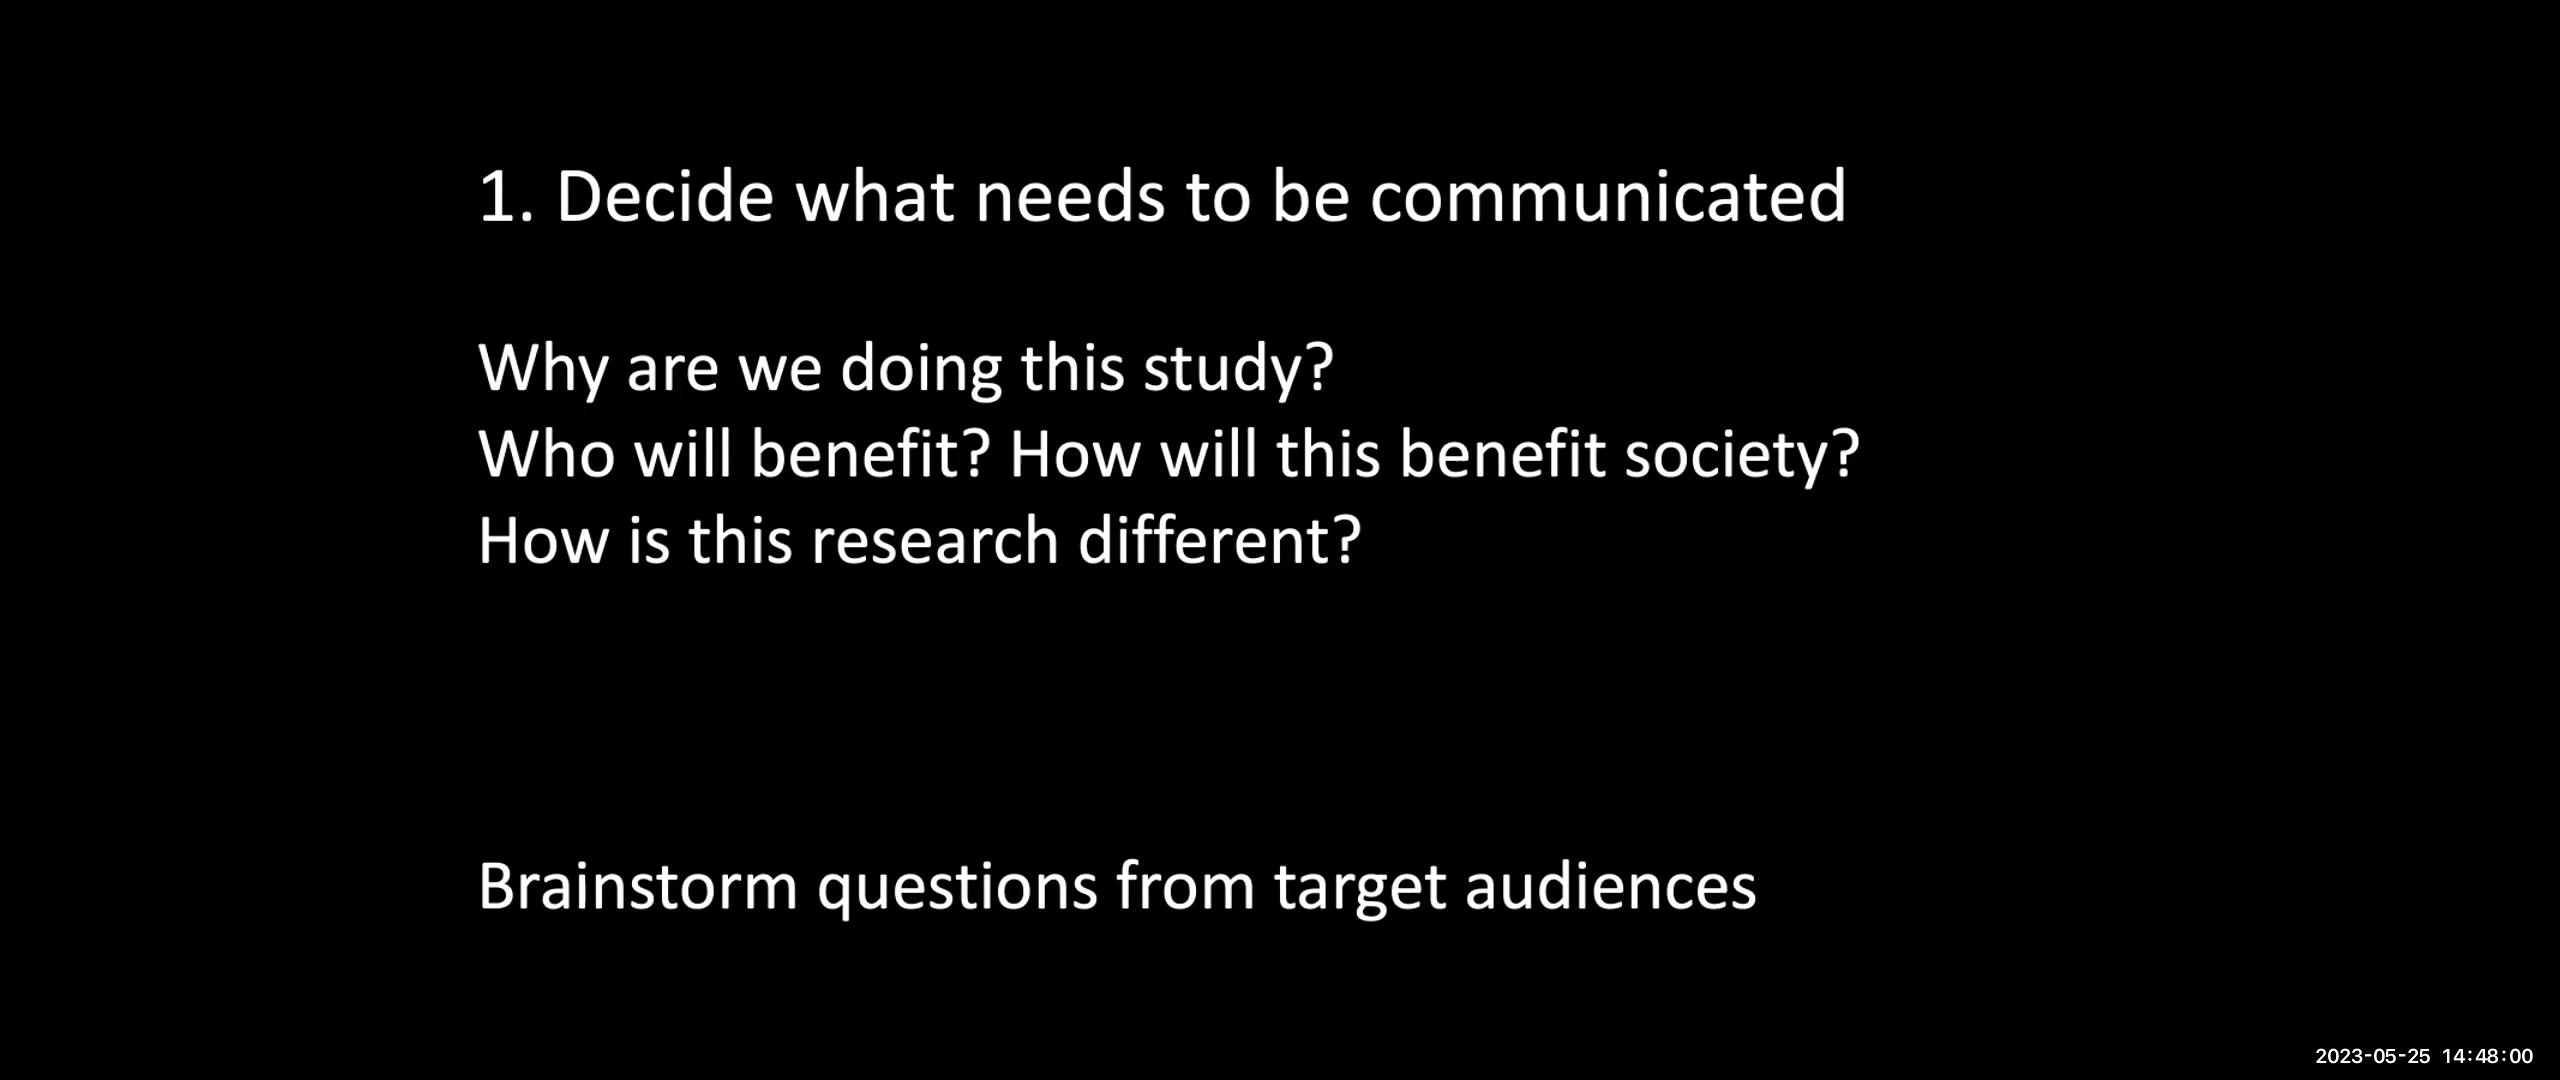 1. Decide what needs to be communicated
Why are we doing this study?
Who will benefit? How will this benefit society?
How is this research different?
Brainstorm questions from target audiences
2023-05-25 14:48:00